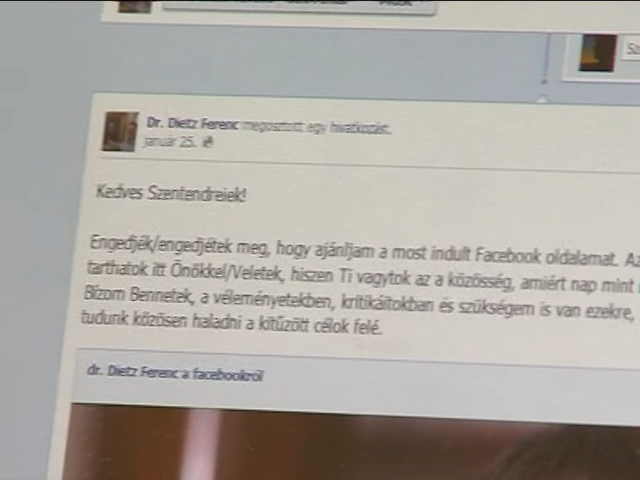 Dr. Dietz Ferenc megosztott egy hivatkozást.
január 25.
Kedves Szentendreiek!
Engedjék/engedjétek meg, hogy ajánljam a most indult Facebook oldalamat. Az
tarthatok itt Önökkel/Veletek, hiszen Ti vagytok az a közösség, amiért nap mint
Bízom Bennetek, a véleményetekben, kritikáitokban és szükségem is van ezekre,
tudunk közösen haladni a kitűzött célok felé.
dr. Dietz Ferenc a facebookról